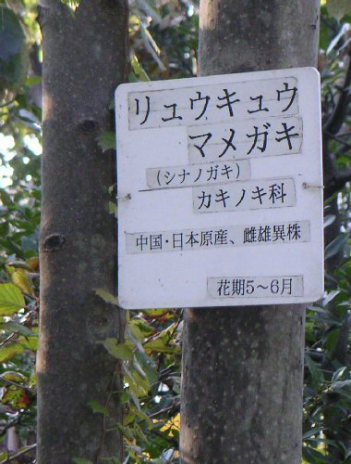 リュウキュウ
マメガキ
(シナノガキ)
カキノキ科
中国・日本原産、雌雄異株
花期5〜6月